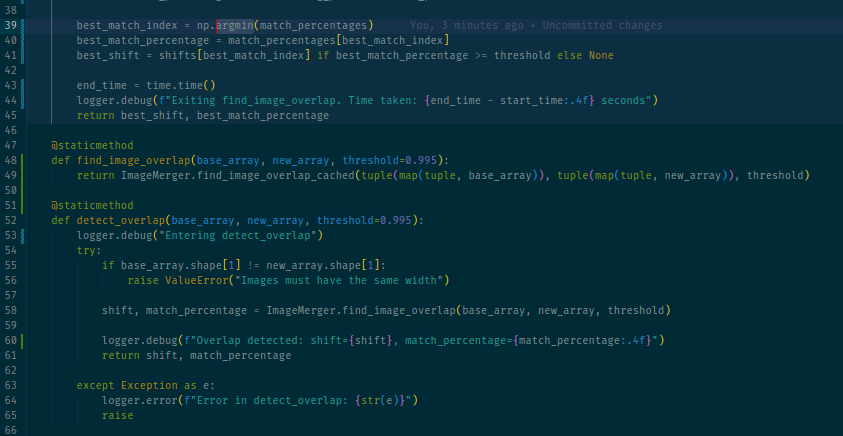 38
39 best_match_index = np.argmin(match_percentages) You, 3 minutes ago • Uncommitted changes
40 best_match_percentage = match_percentages[best_match_index]
41 best_shift = shifts[best_match_index] if best_match_percentage >= threshold else None
42
43 end_time = time.time()
44 logger.debug(f"Exiting find_image_overlap. Time taken: {end_time - start_time:.4f} seconds")
45 return best_shift, best_match_percentage
46
47 @staticmethod
48 def find_image_overlap(base_array, new_array, threshold=0.995):
49 return ImageMerger.find_image_overlap_cached(tuple(map(tuple, base_array)), tuple(map(tuple, new_array)), threshold)
50
51 @staticmethod
52 def detect_overlap(base_array, new_array, threshold=0.995):
53 logger.debug("Entering detect_overlap")
54 try:
55 if base_array.shape[1] != new_array.shape[1]:
56 raise ValueError("Images must have the same width")
57
58 shift, match_percentage = ImageMerger.find_image_overlap(base_array, new_array, threshold)
59
60 logger.debug(f"Overlap detected: shift={shift}, match_percentage={match_percentage:.4f}")
61 return shift, match_percentage
62
63 except Exception as e:
64 logger.error(f"Error in detect_overlap: {str(e)}")
65 raise
66